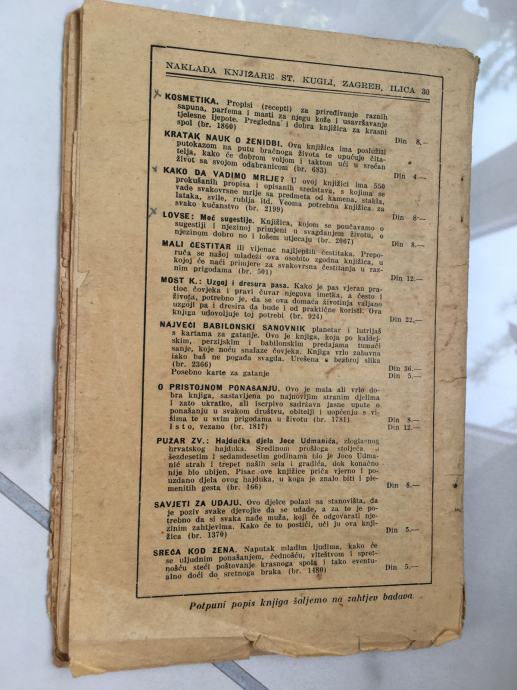 NAKLADA KNJIŽARE ST. KUGLI, ZAGREB, ILICA 30
KOSMETIKA. Propisi (recepti) za priređivanje raznih
sapuna, parfema i masti za njegu kože i usavršavanje
tjelesne ljepote. Pregledna i dobra knjižica za krasni
spol (br. 1860) Din 8.—
KRATAK NAUK O ŽENIDBI. Ova knjižica ima poslužiti
putokazom na putu bračnoga života te upućuje čita-
telja, kako će dobrom voljom i taktom ući u srećan
život sa svojom odabranicom (br. 683) Din 4.—
KAKO DA VADIMO MRLJE? U ovoj knjižici ima 550
prokušanih propisa i opisanih sredstava, s kojima se
vade svakovrsne mrlje sa predmeta od kamena, stakla,
lataka, svile, rublja itd. Veoma potrebna knjižica za
svako kućanstvo (br. 2199) Din 8.—
LOVSE: Moć sugestije. Knjižica, kojom se poučavamo o
sugestiji i njezinoj primjeni u svagdanjem životu, o
njezinom dobro no i lošem utjecaju (br. 2067) Din 8.—
MALI ČESTITAR ili vijenac najljepših čestitaka. Prepo-
ruča se našoj mladeži ova osobito zgodna knjižica, u
kojoj će naći primjere za svakovrsna čestitanja u raz-
nim prigodama (br. 501) Din 12.—
MOST K.: Uzgoj i dresura pasa. Kako je pas vjeran pra-
tioc čovjeka i pravi čuvar njegova imetka, a često i
života, potrebno je, da se ova domaća životinja valjano
uzgoji pa i dresira da bude i od praktične koristi. Ova
knjiga udovoljuje toj potrebi (br. 924) Din 22.—
NAJVEĆI BABILONSKI SANOVNIK planetar i lutrijaš
s kartama za gatanje. Ovo je knjiga, koja po kaldej-
skim, perzijskim i babilonskim predajama tumači
sanje, koje noću snalaze čovjeka. Knjiga vrlo zabavna
iako baš ne pogađa svagda. Urešena s bezbroj slika
(br. 2366) Din 36.—
Posebno karte za gatanje Din 5.—
O PRISTOJNOM PONAŠANJU. Ovo je mala ali vrlo do-
bra knjiga, sastavljena po najnovijim stranim djelima
i zato ukratko, ali iscrpivo sadržava jasne upute o
ponašanju u svakom društvu, obitelji i uopćenju s vi-
šima te u svim prigodama u životu (br. 1781) Din 8.—
Isto, vezano (br. 1817) Din 12.—
PUZAR ZV.: Hajdučka djela Joce Udmanića, zloglasnog
hrvatskog hajduka. Sredinom prošloga stoljeća u
šezdesetim i sedamdesetim godinama bio je Joco Udma-
nić strah i trepet naših sela i gradića, dok konačno
nije bio ubijen. Pisac ove knjižice priča vjerno i po-
uzdano djela ovog hajduka, u koga je znalo biti i ple-
menitih gesta (br. 166) Din 8.—
SAVJETI ZA UDAJU. Ovo djelce polazi sa stanovišta, da
je poziv svake djevojke da se udade, a za to je po-
trebno da si svaka nađe muža, koji će odgovarati nje-
zinim zahtjevima. Kako će to postići, uči ju ova knji-
žica (br. 1370) Din 5.—
SREĆA KOD ŽENA. Naputak mladim ljudima, kako će
se uljudnim ponašanjem, čednošću, viteštvom i spret-
nošću steći poštovanje krasnoga spola i tako eventu-
alno doći do sretnoga braka (br. 1480) Din 5.—
Potpuni popis knjiga šaljemo na zahtjev badava.